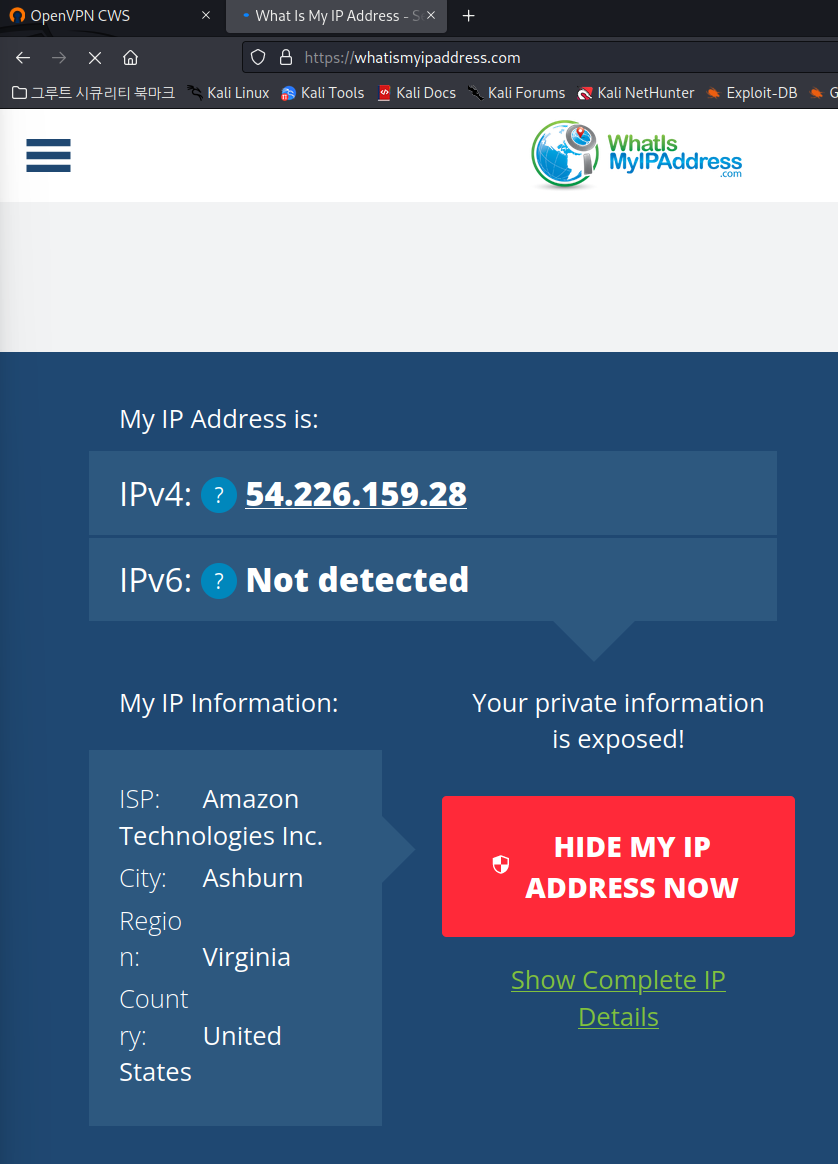 OpenVPN CWS
What Is My IP Address - S
https://whatismyipaddress.com
그루트 시큐리티 북마크 Kali Linux Kali Tools Kali Docs Kali Forums Kali NetHunter Exploit-DB G
WhatIs
MyIPAddress
.com
My IP Address is:
IPv4: ? 54.226.159.28
IPv6: ? Not detected
My IP Information:
Your private information
is exposed!
ISP: Amazon
Technologies Inc.
City: Ashburn
Regio
n: Virginia
Count
ry: United
States
HIDE MY IP
ADDRESS NOW
Show Complete IP
Details